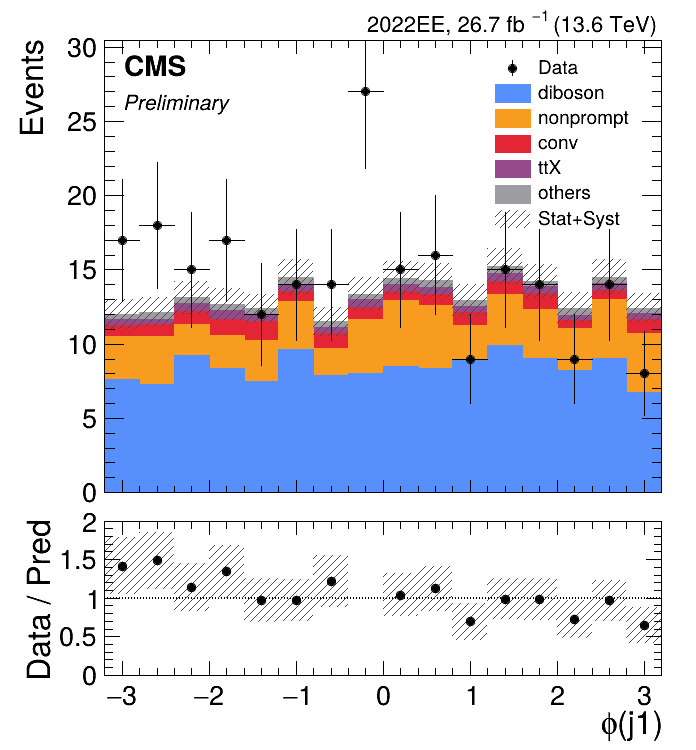 2022EE, 26.7 fb⁻¹ (13.6 TeV)
CMS
Preliminary
Events
30
25
20
15
10
5
0
Data
diboson
nonprompt
conv
ttX
others
Stat+Syst
Data / Pred
2
1.5
1
0.5
0
−3 −2 −1 0 1 2 3
ϕ(j1)